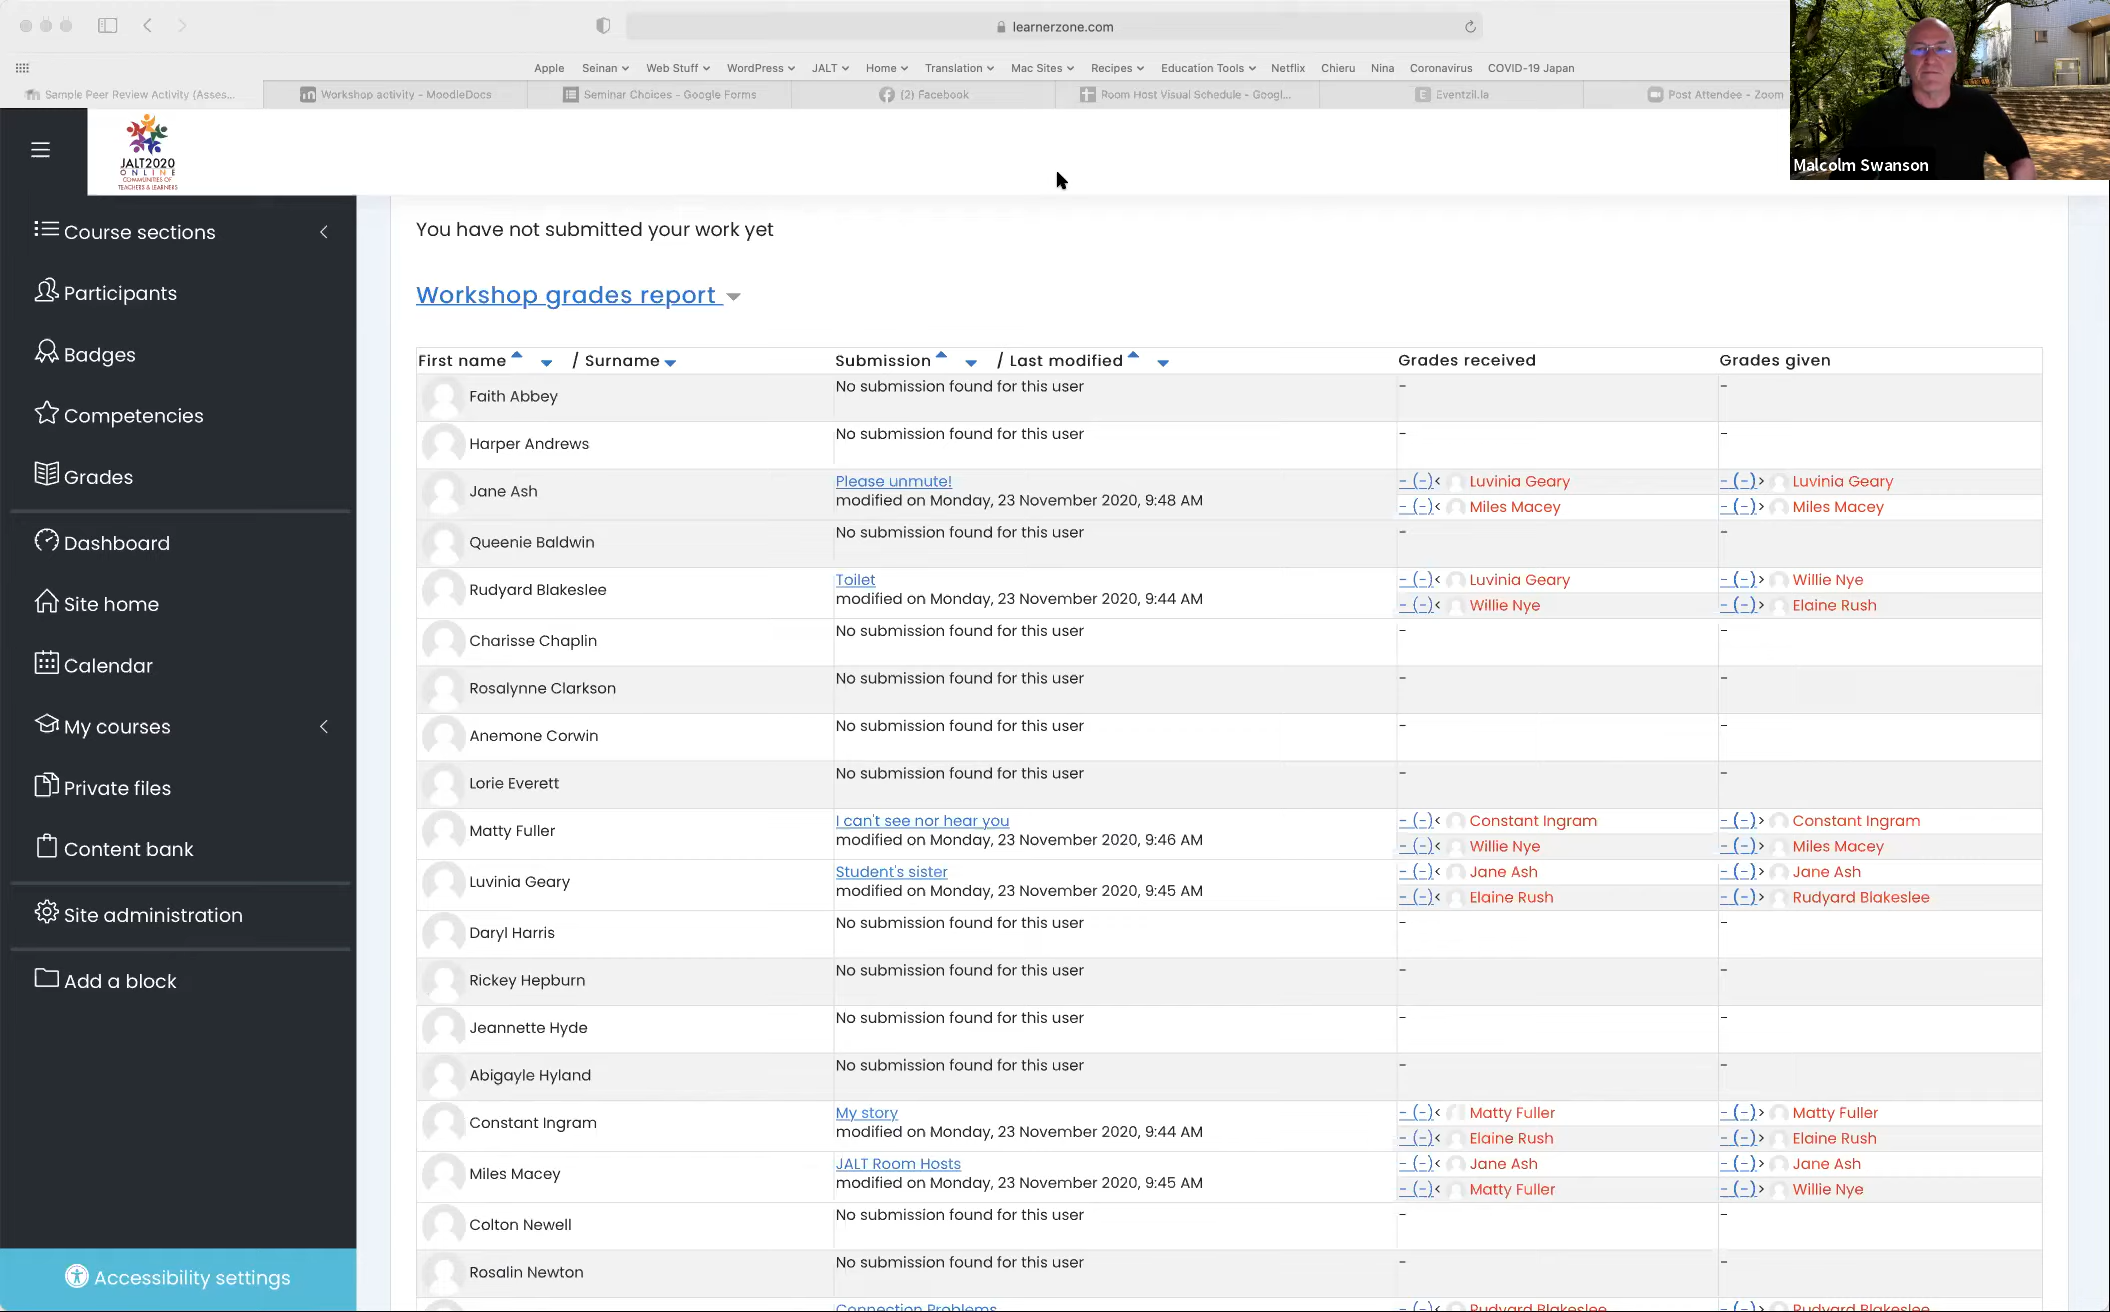 learnerzone.com
Apple Seinan Web Stuff WordPress JALT Home Translation Mac Sites Recipes Education Tools Netflix Chieru Nina Coronavirus COVID-19 Japan
Sample Peer Review Activity (Asses... Workshop activity - MoodleDocs Seminar Choices - Google Forms (2) Facebook Room Host Visual Schedule - Googl... Eventzil.la Post Attendee - Zoom
Malcolm Swanson
JALT2020
ONLINE
COMMUNITIES OF
TEACHERS & LEARNERS
Course sections
Participants
Badges
Competencies
Grades
Dashboard
Site home
Calendar
My courses
Private files
Content bank
Site administration
Add a block
Accessibility settings
You have not submitted your work yet
Workshop grades report
First name / Surname Submission / Last modified Grades received Grades given
Faith Abbey No submission found for this user - -
Harper Andrews No submission found for this user - -
Jane Ash Please unmute! - (-)< Luvinia Geary - (-)> Luvinia Geary
modified on Monday, 23 November 2020, 9:48 AM - (-)< Miles Macey - (-)> Miles Macey
Queenie Baldwin No submission found for this user - -
Rudyard Blakeslee Toilet - (-)< Luvinia Geary - (-)> Willie Nye
modified on Monday, 23 November 2020, 9:44 AM - (-)< Willie Nye - (-)> Elaine Rush
Charisse Chaplin No submission found for this user - -
Rosalynne Clarkson No submission found for this user - -
Anemone Corwin No submission found for this user - -
Lorie Everett No submission found for this user - -
Matty Fuller I can't see nor hear you - (-)< Constant Ingram - (-)> Constant Ingram
modified on Monday, 23 November 2020, 9:46 AM - (-)< Willie Nye - (-)> Miles Macey
Luvinia Geary Student's sister - (-)< Jane Ash - (-)> Jane Ash
modified on Monday, 23 November 2020, 9:45 AM - (-)< Elaine Rush - (-)> Rudyard Blakeslee
Daryl Harris No submission found for this user - -
Rickey Hepburn No submission found for this user - -
Jeannette Hyde No submission found for this user - -
Abigayle Hyland No submission found for this user - -
Constant Ingram My story - (-)< Matty Fuller - (-)> Matty Fuller
modified on Monday, 23 November 2020, 9:44 AM - (-)< Elaine Rush - (-)> Elaine Rush
Miles Macey JALT Room Hosts - (-)< Jane Ash - (-)> Jane Ash
modified on Monday, 23 November 2020, 9:45 AM - (-)< Matty Fuller - (-)> Willie Nye
Colton Newell No submission found for this user - -
Rosalin Newton No submission found for this user - -
Connection Problems - (-)< Rudyard Blakeslee - (-)> Rudyard Blakeslee